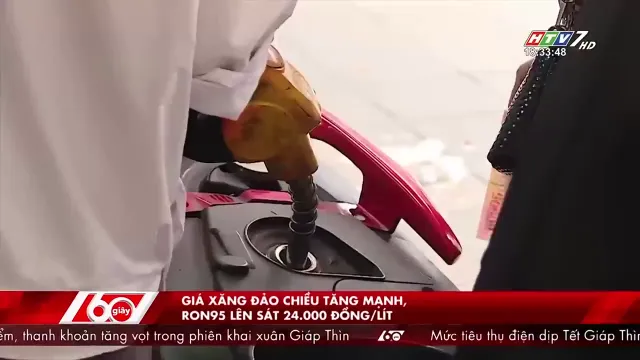 HTV7 HD
18:33:48
60 giây
GIÁ XĂNG ĐẢO CHIỀU TĂNG MẠNH,
RON95 LÊN SÁT 24.000 ĐỒNG/LÍT
ểm, thanh khoản tăng vọt trong phiên khai xuân Giáp Thìn 60giây Mức tiêu thụ điện dịp Tết Giáp Thì